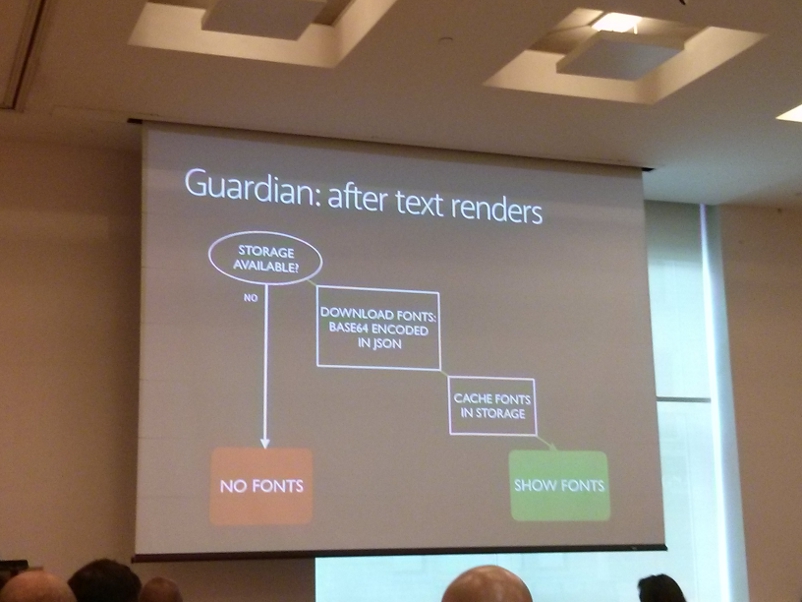 Guardian: after text renders
STORAGE
AVAILABLE?
NO
DOWNLOAD FONTS:
BASE64 ENCODED
IN JSON
CACHE FONTS
IN STORAGE
NO FONTS
SHOW FONTS